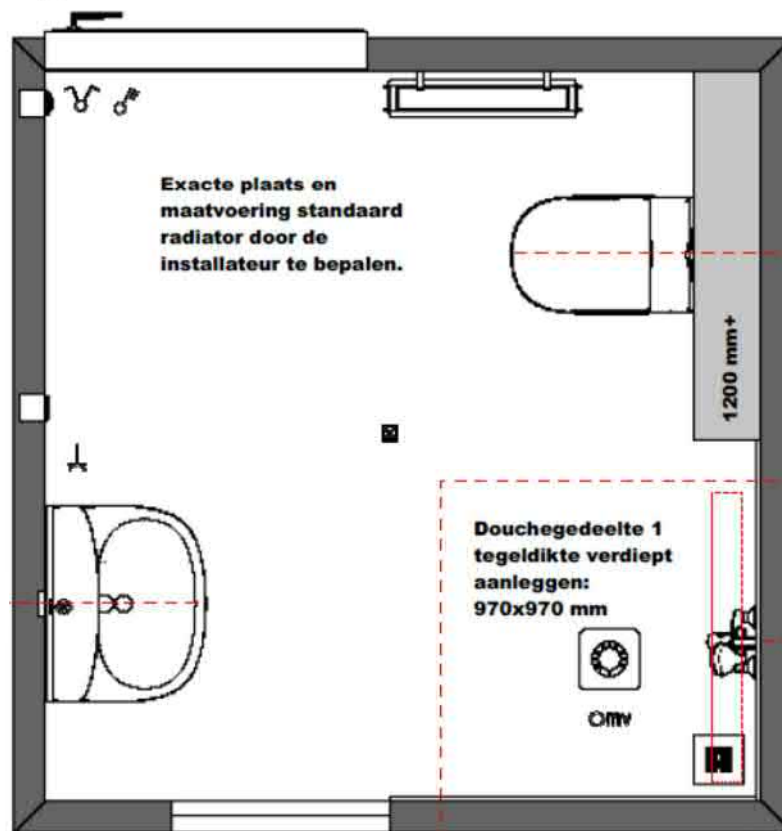 Exacte plaats en
maatvoering standaard
radiator door de
installateur te bepalen.
1200 mm+
Douchegedeelte 1
tegeldikte verdiept
aanleggen:
970x970 mm
mv